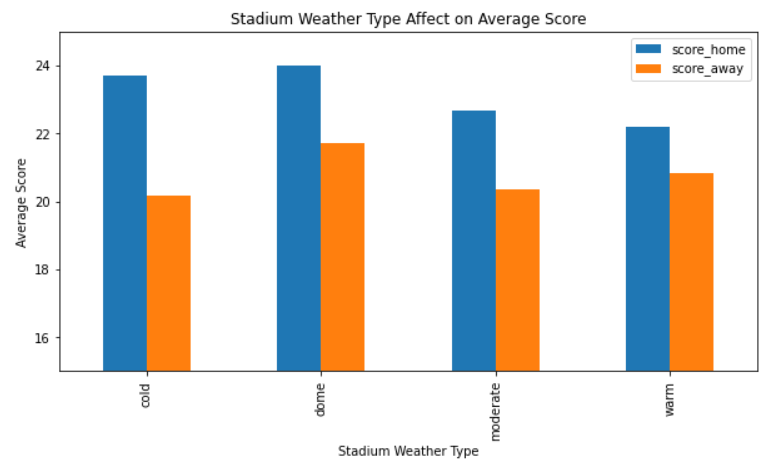 Stadium Weather Type Affect on Average Score
score_home
score_away
Average Score
24
22
20
18
16
cold
dome
moderate
warm
Stadium Weather Type